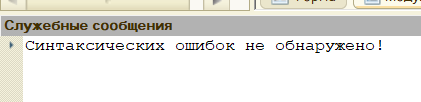 Служебные сообщения
Синтаксических ошибок не обнаружено!